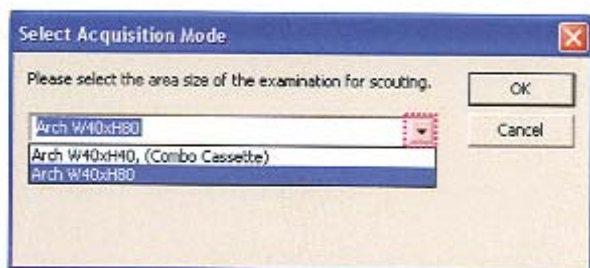 Select Acquisition Mode
Please select the area size of the examination for scouting.
OK
Arch W40xH80
Cancel
Arch W40xH40, (Combo Cassette)
Arch W40xH80